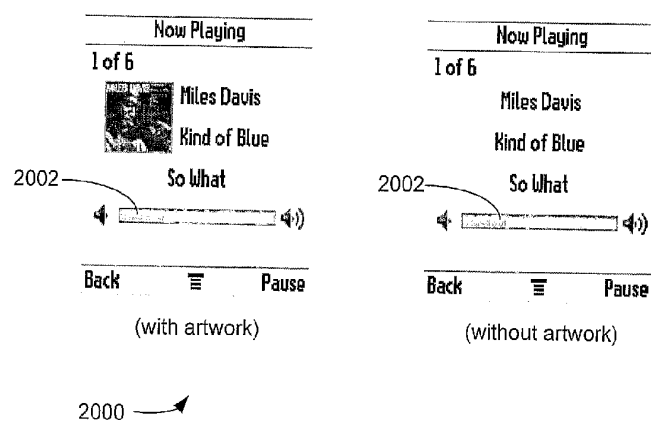 Now Playing
1 of 6
Miles Davis
Kind of Blue
So What
2002
Back
Pause
(with artwork)
Now Playing
1 of 6
Miles Davis
Kind of Blue
So What
2002
Back
Pause
(without artwork)
2000